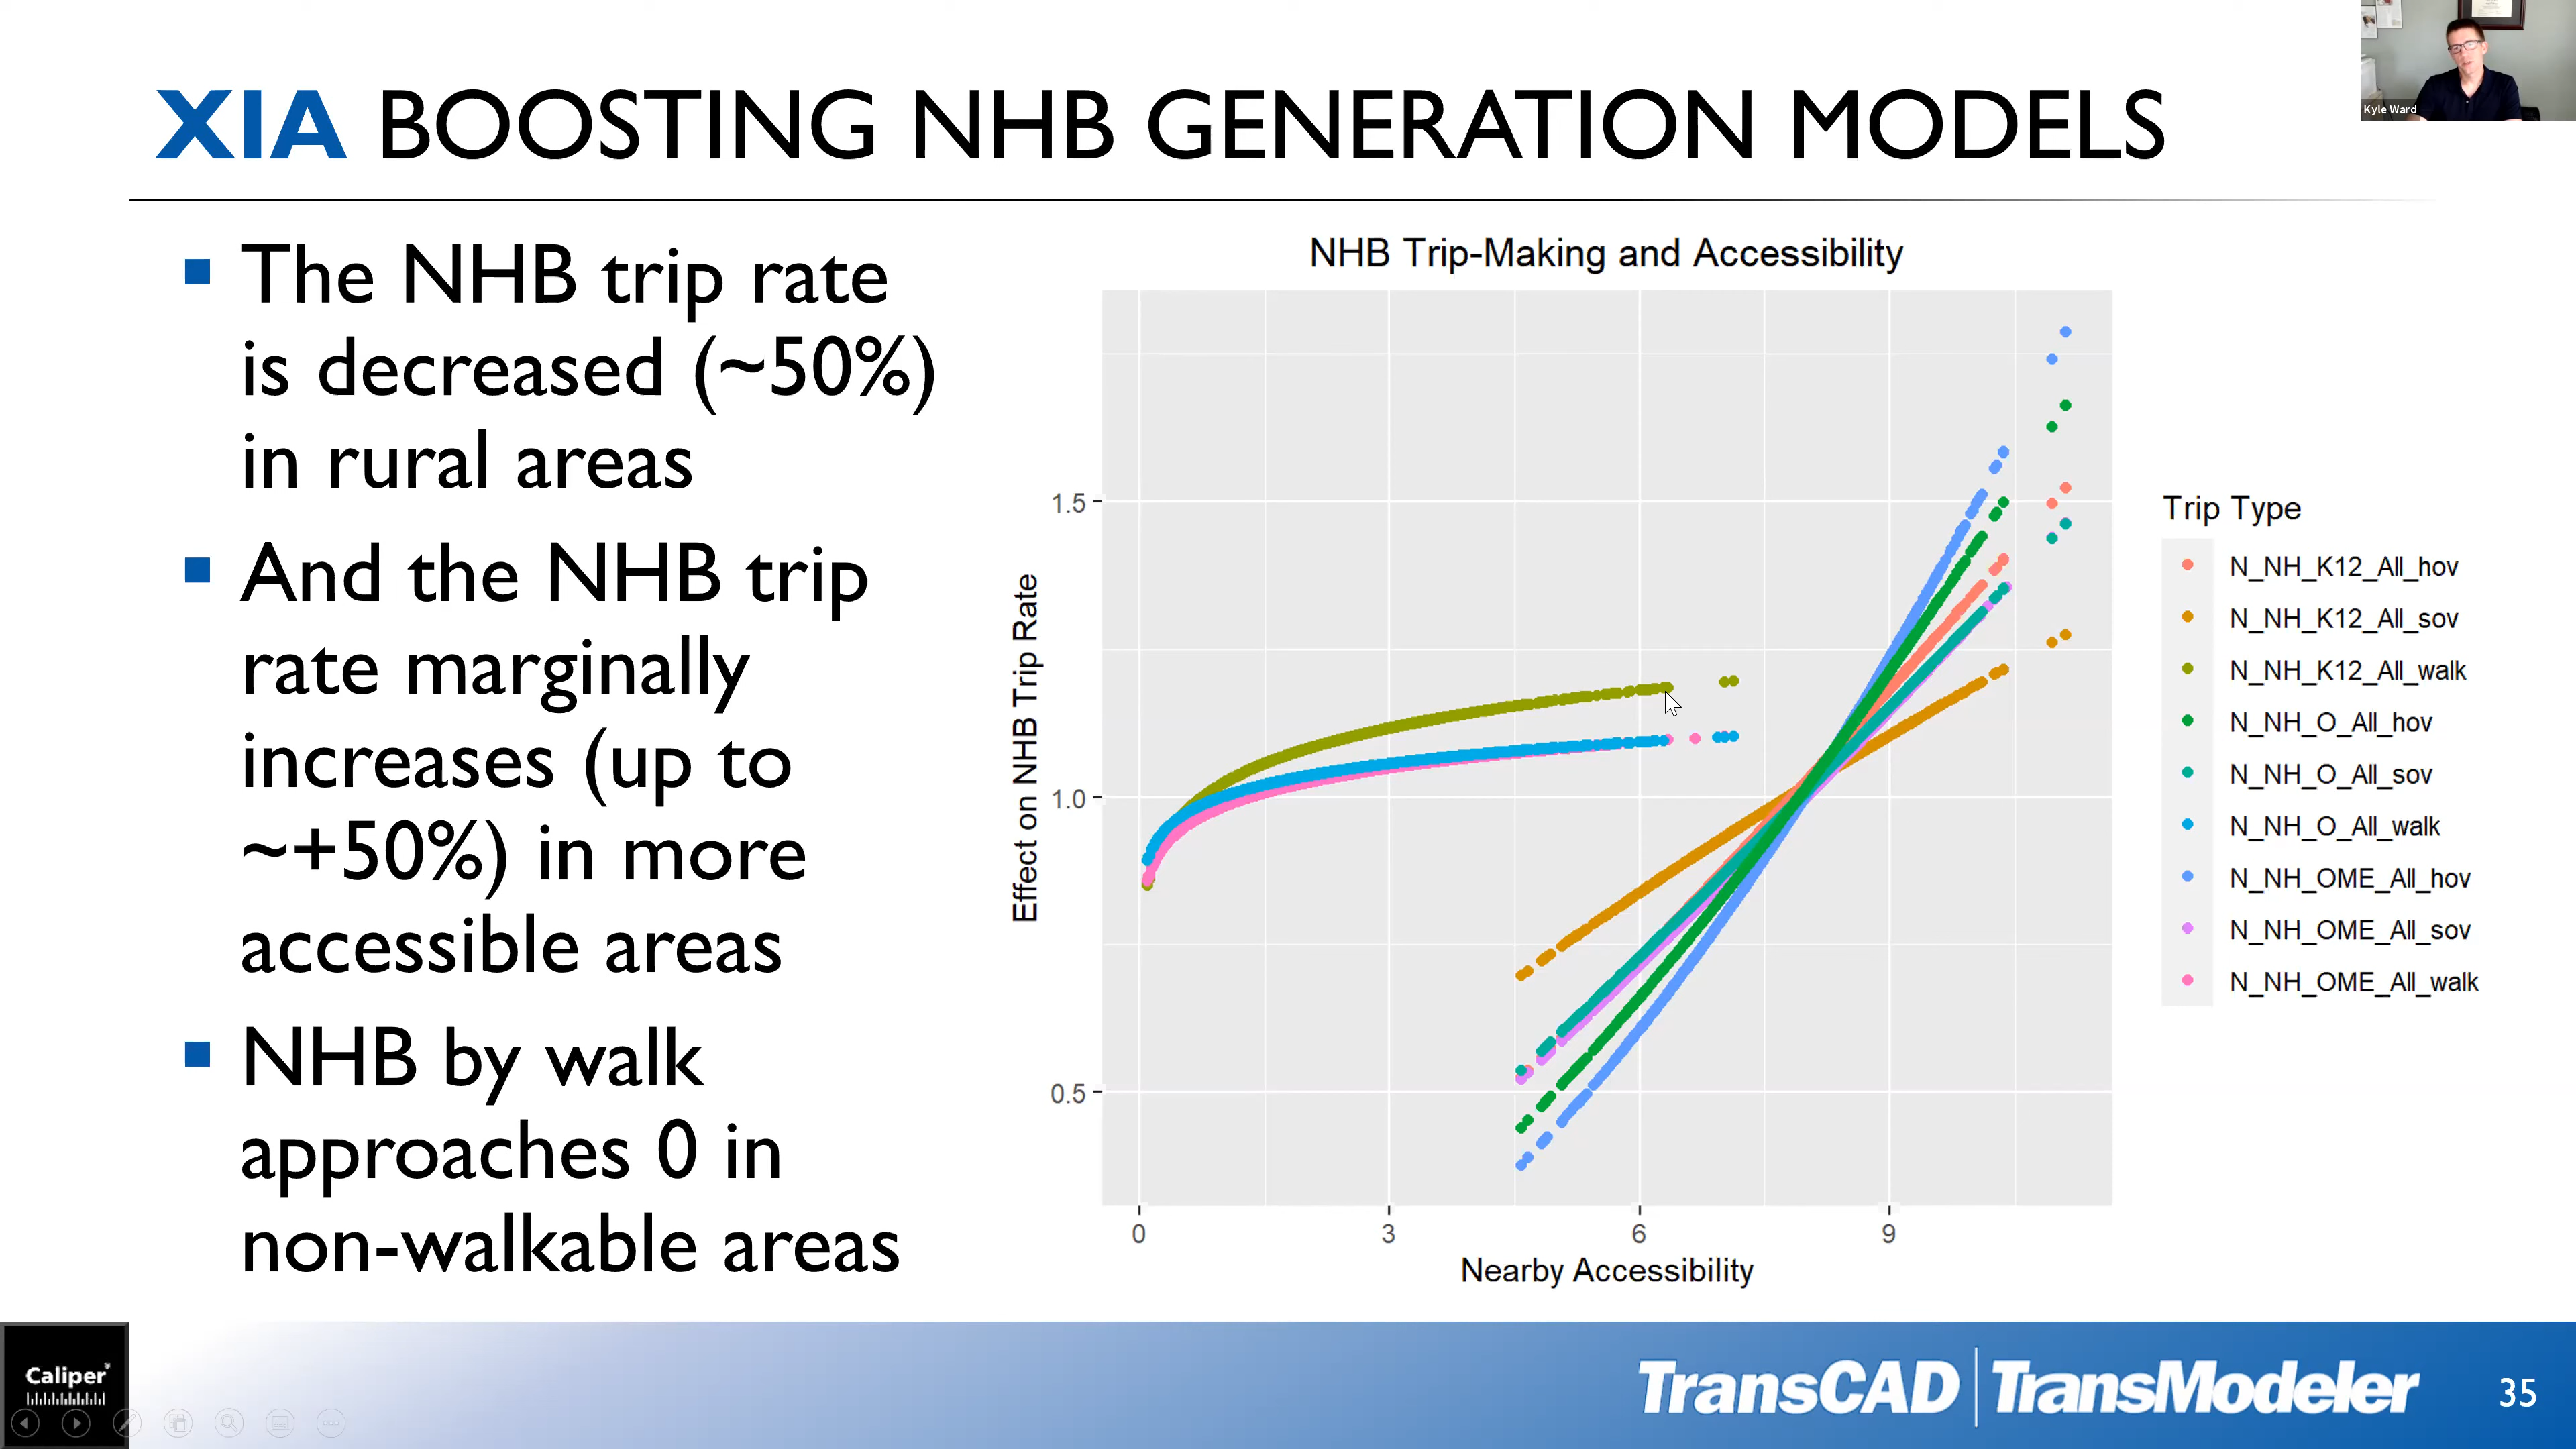 XIA BOOSTING NHB GENERATION MODELS
Kyle Ward
The NHB trip rate
is decreased (~50%)
in rural areas
And the NHB trip
rate marginally
increases (up to
~+50%) in more
accessible areas
NHB by walk
approaches 0 in
non-walkable areas
NHB Trip-Making and Accessibility
Effect on NHB Trip Rate
1.5
1.0
0.5
0
3
6
9
Nearby Accessibility
Trip Type
N_NH_K12_All_hov
N_NH_K12_All_sov
N_NH_K12_All_walk
N_NH_O_All_hov
N_NH_O_All_sov
N_NH_O_All_walk
N_NH_OME_All_hov
N_NH_OME_All_sov
N_NH_OME_All_walk
Caliper
TransCAD | TransModeler
35